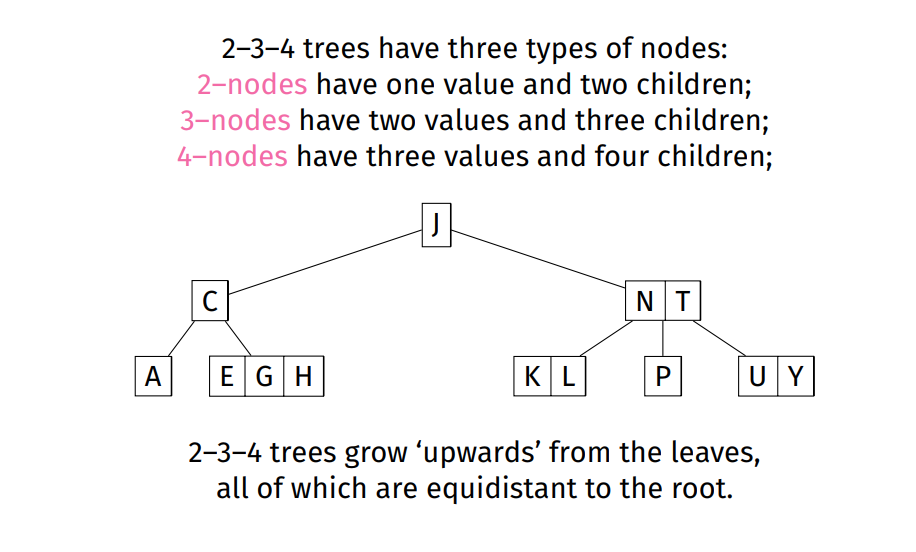 2–3–4 trees have three types of nodes:
2–nodes have one value and two children;
3–nodes have two values and three children;
4–nodes have three values and four children;
J
C N T
A E G H K L P U Y
2–3–4 trees grow ‘upwards’ from the leaves,
all of which are equidistant to the root.